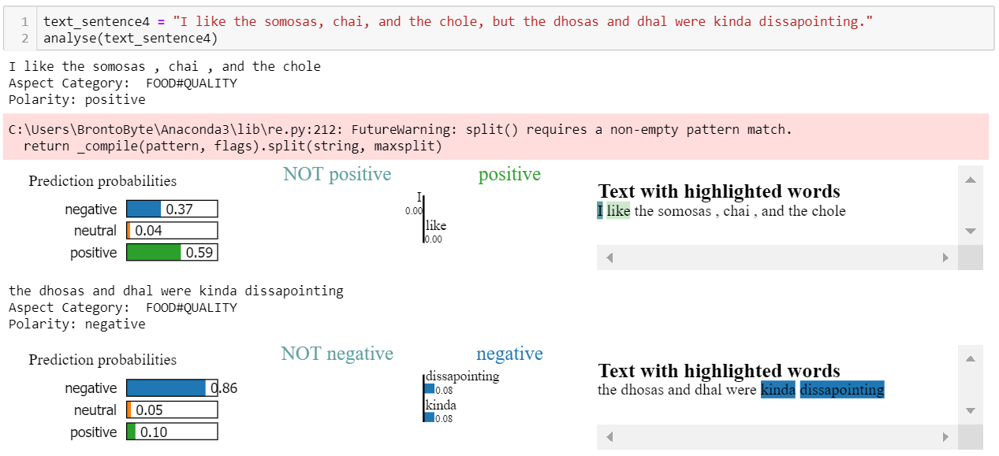 1 text_sentence4 = "I like the somosas, chai, and the chole, but the dhosas and dhal were kinda dissapointing."
2 analyse(text_sentence4)
I like the somosas , chai , and the chole
Aspect Category:  FOOD#QUALITY
Polarity: positive
C:\Users\BrontoByte\Anaconda3\lib\re.py:212: FutureWarning: split() requires a non-empty pattern match.
  return _compile(pattern, flags).split(string, maxsplit)
Prediction probabilities
negative 0.37
neutral 0.04
positive 0.59
NOT positive positive
I
0.00
like
0.00
Text with highlighted words
I like the somosas , chai , and the chole
the dhosas and dhal were kinda dissapointing
Aspect Category:  FOOD#QUALITY
Polarity: negative
Prediction probabilities
negative 0.86
neutral 0.05
positive 0.10
NOT negative negative
dissapointing
0.08
kinda
0.08
Text with highlighted words
the dhosas and dhal were kinda dissapointing